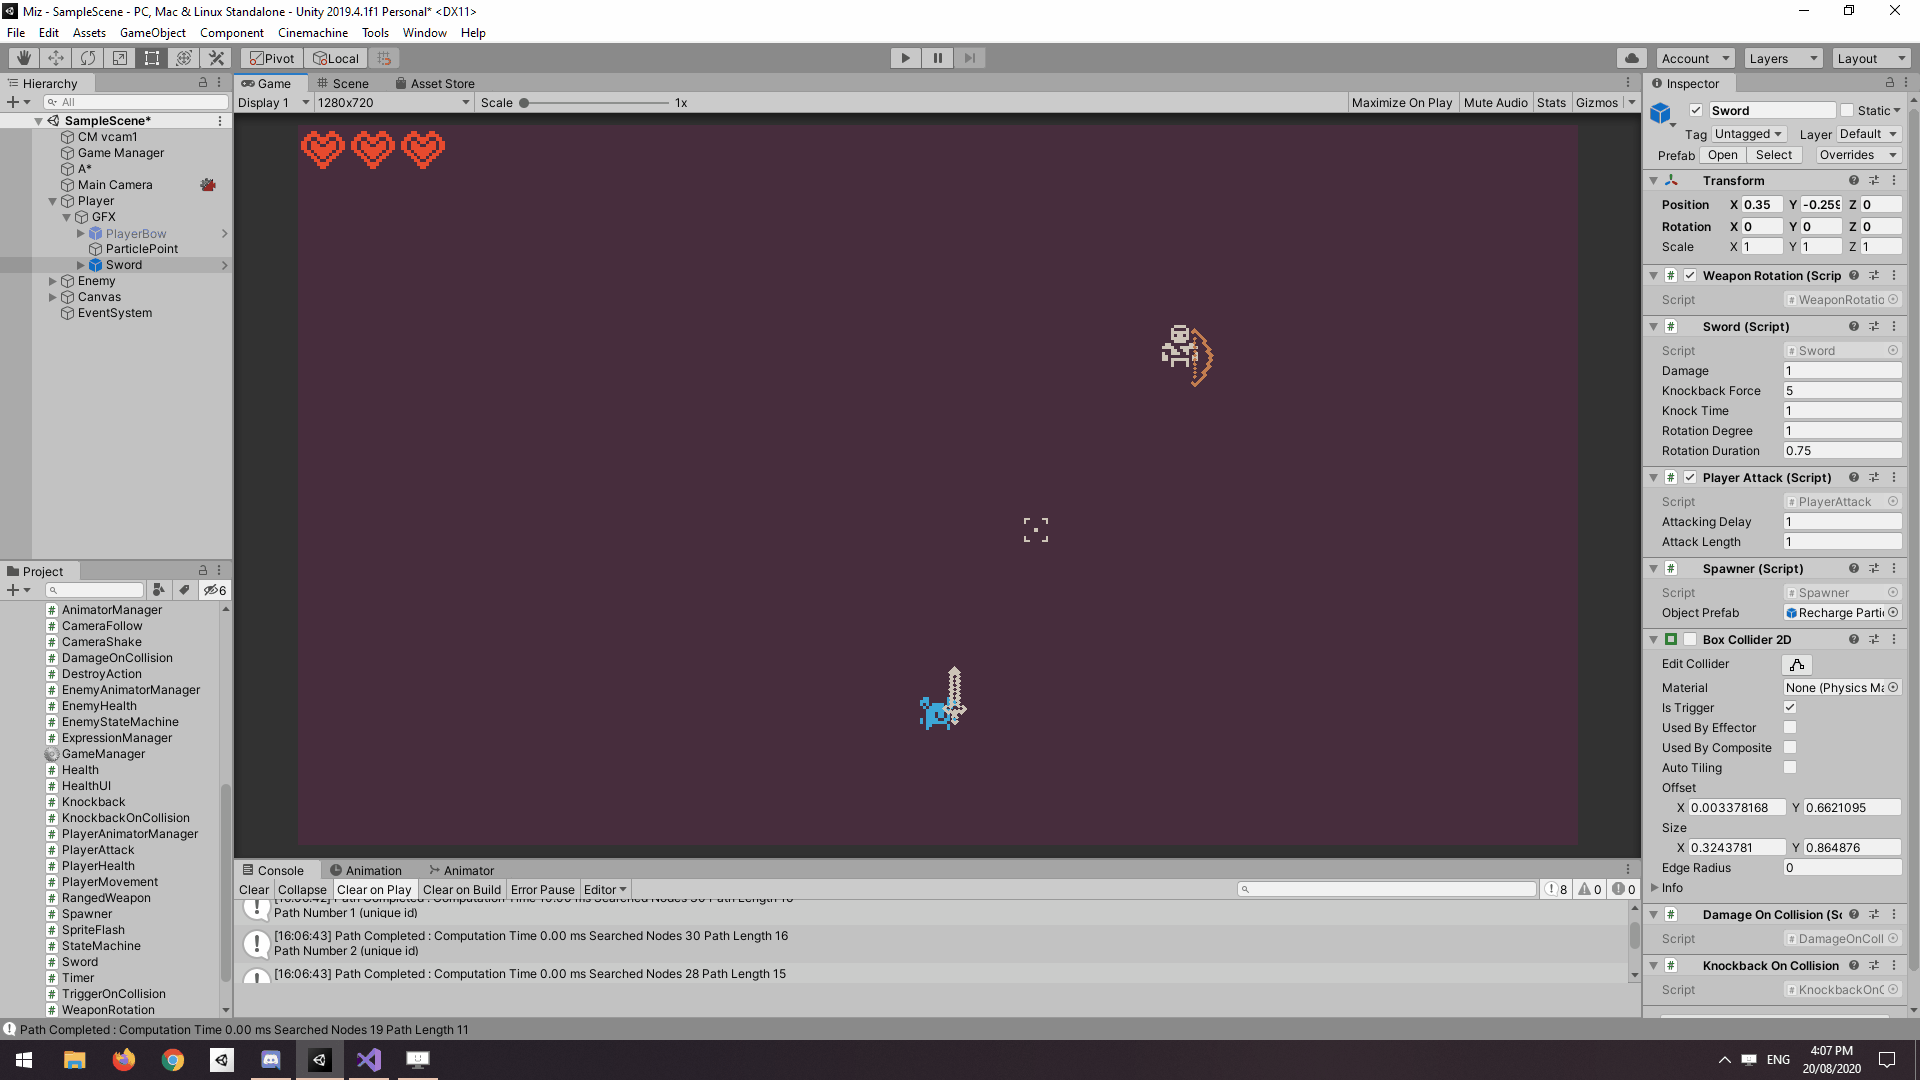 Miz - SampleScene - PC, Mac & Linux Standalone - Unity 2019.4.1f1 Personal* <DX11>
File Edit Assets GameObject Component Cinemachine Tools Window Help
Pivot Local
Account Layers Layout
Hierarchy
All
SampleScene*
CM vcam1
Game Manager
A*
Main Camera
Player
GFX
PlayerBow
ParticlePoint
Sword
Enemy
Canvas
EventSystem
Project
6
AnimatorManager
CameraFollow
CameraShake
DamageOnCollision
DestroyAction
EnemyAnimatorManager
EnemyHealth
EnemyStateMachine
ExpressionManager
GameManager
Health
HealthUI
Knockback
KnockbackOnCollision
PlayerAnimatorManager
PlayerAttack
PlayerHealth
PlayerMovement
RangedWeapon
Spawner
SpriteFlash
StateMachine
Sword
Timer
TriggerOnCollision
WeaponRotation
Game Scene Asset Store
Display 1 1280x720 Scale 1x Maximize On Play Mute Audio Stats Gizmos
Console Animation Animator
Clear Collapse Clear on Play Clear on Build Error Pause Editor 8 0 0
Path Number 1 (unique id)
[16:06:43] Path Completed : Computation Time 0.00 ms Searched Nodes 30 Path Length 16
Path Number 2 (unique id)
[16:06:43] Path Completed : Computation Time 0.00 ms Searched Nodes 28 Path Length 15
Inspector
Sword Static
Tag Untagged Layer Default
Prefab Open Select Overrides
Transform
Position X 0.35 Y -0.259 Z 0
Rotation X 0 Y 0 Z 0
Scale X 1 Y 1 Z 1
Weapon Rotation (Scrip
Script WeaponRotatio
Sword (Script)
Script Sword
Damage 1
Knockback Force 5
Knock Time 1
Rotation Degree 1
Rotation Duration 0.75
Player Attack (Script)
Script PlayerAttack
Attacking Delay 1
Attack Length 1
Spawner (Script)
Script Spawner
Object Prefab Recharge Partic
Box Collider 2D
Edit Collider
Material None (Physics Ma
Is Trigger
Used By Effector
Used By Composite
Auto Tiling
Offset
X 0.003378168 Y 0.6621095
Size
X 0.3243781 Y 0.864876
Edge Radius 0
Info
Damage On Collision (Sc
Script DamageOnColl
Knockback On Collision
Script KnockbackOnC
Path Completed : Computation Time 0.00 ms Searched Nodes 19 Path Length 11
ENG
4:07 PM
20/08/2020